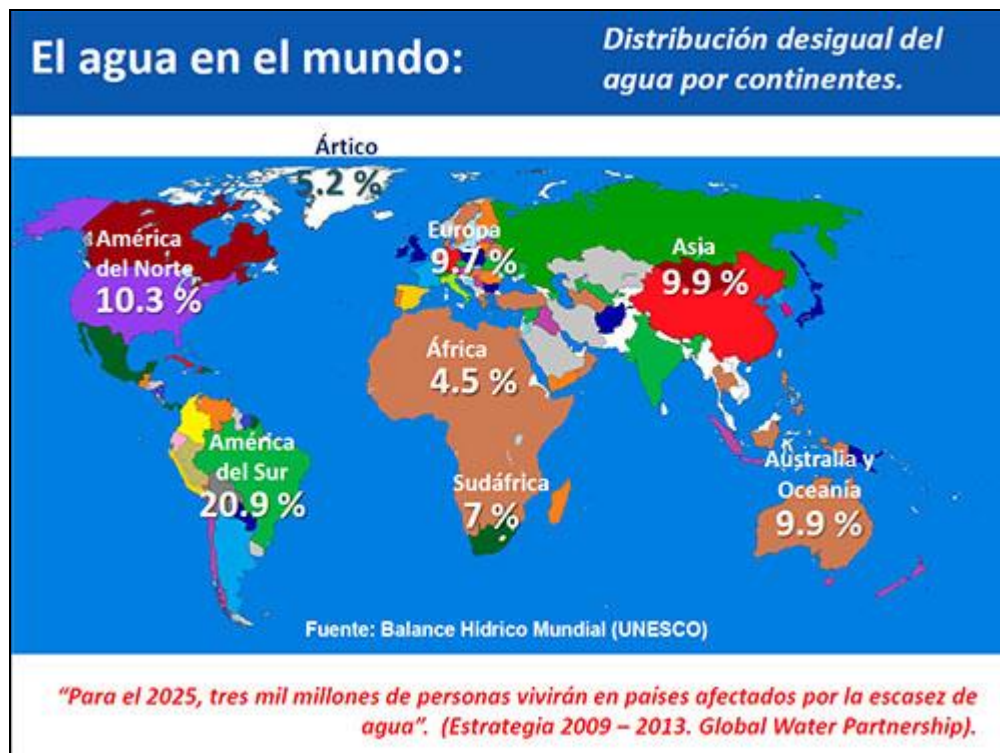 El agua en el mundo:
Distribución desigual del
agua por continentes.
Ártico
5.2 %
América
del Norte
10.3 %
Europa
9.7 %
Asia
9.9 %
África
4.5 %
América
del Sur
20.9 %
Sudáfrica
7 %
Australia y
Oceanía
9.9 %
Fuente: Balance Hídrico Mundial (UNESCO)
“Para el 2025, tres mil millones de personas vivirán en países afectados por la escasez de
agua”. (Estrategia 2009 – 2013. Global Water Partnership).